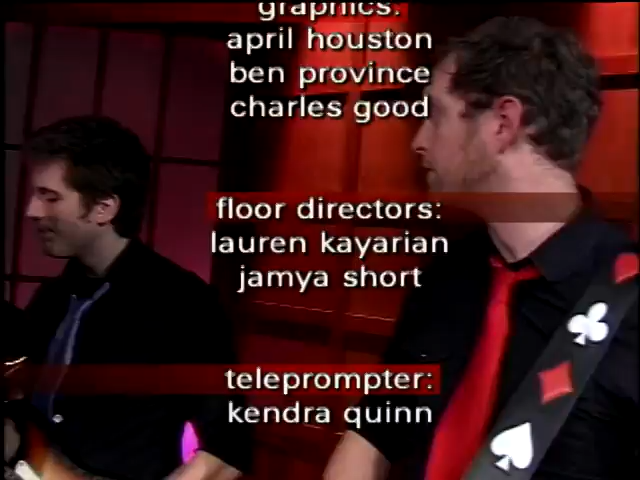 graphics:
april houston
ben province
charles good
floor directors:
lauren kayarian
jamya short
teleprompter:
kendra quinn